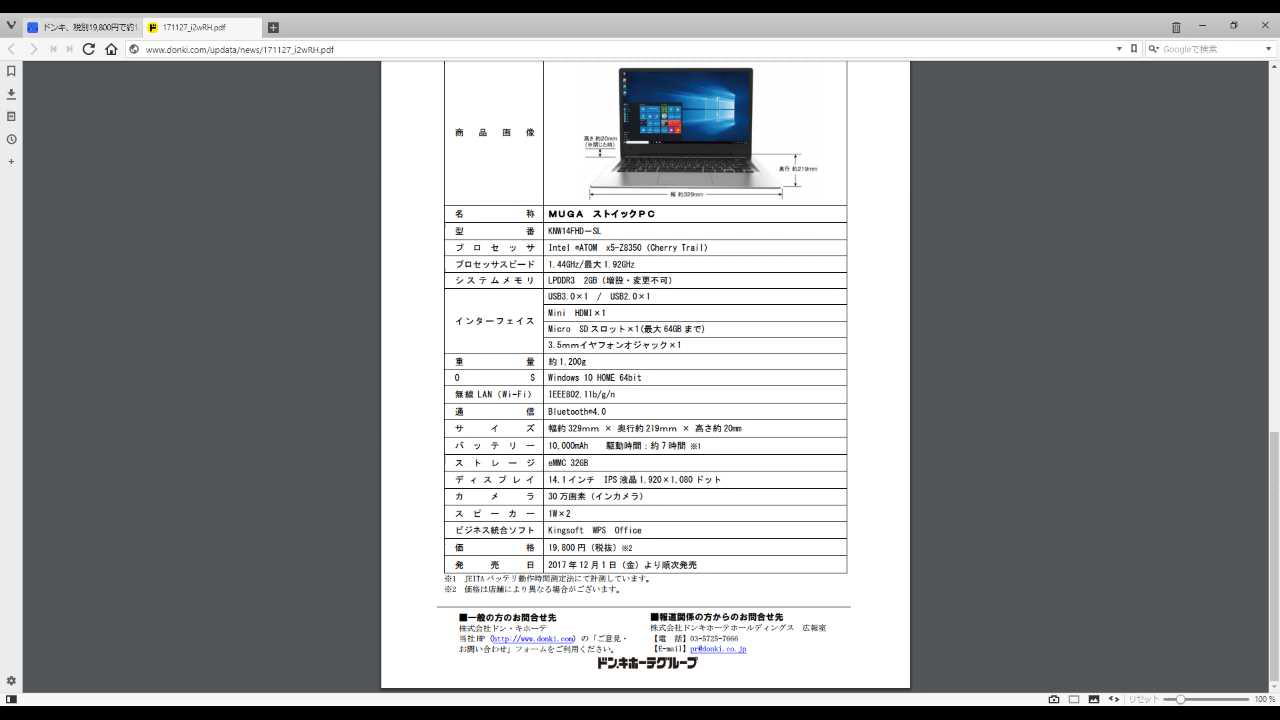 ドンキ、税別19,800円で約1
171127_i2wRH.pdf
www.donki.com/updata/news/171127_i2wRH.pdf
Googleで検索
商品画像
高さ 約20mm
(※閉じた時)
奥行 約219mm
幅 約329mm
名称 MUGA ストイックPC
型番 KNW14FHD－SL
プロセッサ Intel ®ATOM x5-Z8350 (Cherry Trail)
プロセッサスピード 1.44GHz/最大1.92GHz
システムメモリ LPDDR3 2GB（増設・変更不可）
インターフェイス
USB3.0×1 / USB2.0×1
Mini HDMI×1
Micro SDスロット×1(最大64GBまで)
3.5mmイヤフォンオジャック×1
重量 約1,200g
OS Windows 10 HOME 64bit
無線LAN（Wi-Fi） IEEE802.11b/g/n
通信 Bluetooth®4.0
サイズ 幅約329mm × 奥行約219mm × 高さ約20mm
バッテリー 10,000mAh 駆動時間：約7時間 ※1
ストレージ eMMC 32GB
ディスプレイ 14.1インチ IPS液晶1,920×1,080ドット
カメラ 30万画素（インカメラ）
スピーカー 1W×2
ビジネス統合ソフト Kingsoft WPS Office
価格 19,800円（税抜）※2
発売日 2017年12月1日（金）より順次発売
※1 JEITAバッテリ動作時間測定法にて計測しています。
※2 価格は店舗により異なる場合がございます。
■一般の方のお問合せ先
株式会社ドン・キホーテ
当社HP（http://www.donki.com）の「ご意見・
お問い合わせ」フォームをご利用ください。
■報道関係の方からのお問合せ先
株式会社ドンキホーテホールディングス 広報室
【電 話】03-5725-7666
【E-mail】pr@donki.co.jp
ドン.キホーテグループ
リセット
100 %